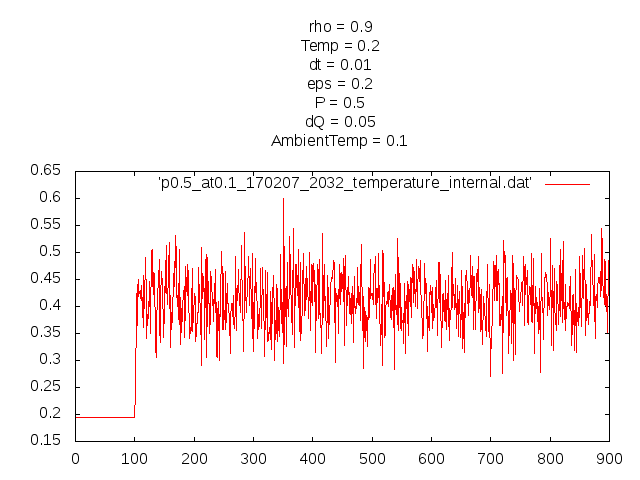 rho = 0.9
Temp = 0.2
dt = 0.01
eps = 0.2
P = 0.5
dQ = 0.05
AmbientTemp = 0.1
'p0.5_at0.1_170207_2032_temperature_internal.dat'
0.65
0.6
0.55
0.5
0.45
0.4
0.35
0.3
0.25
0.2
0.15
0 100 200 300 400 500 600 700 800 900